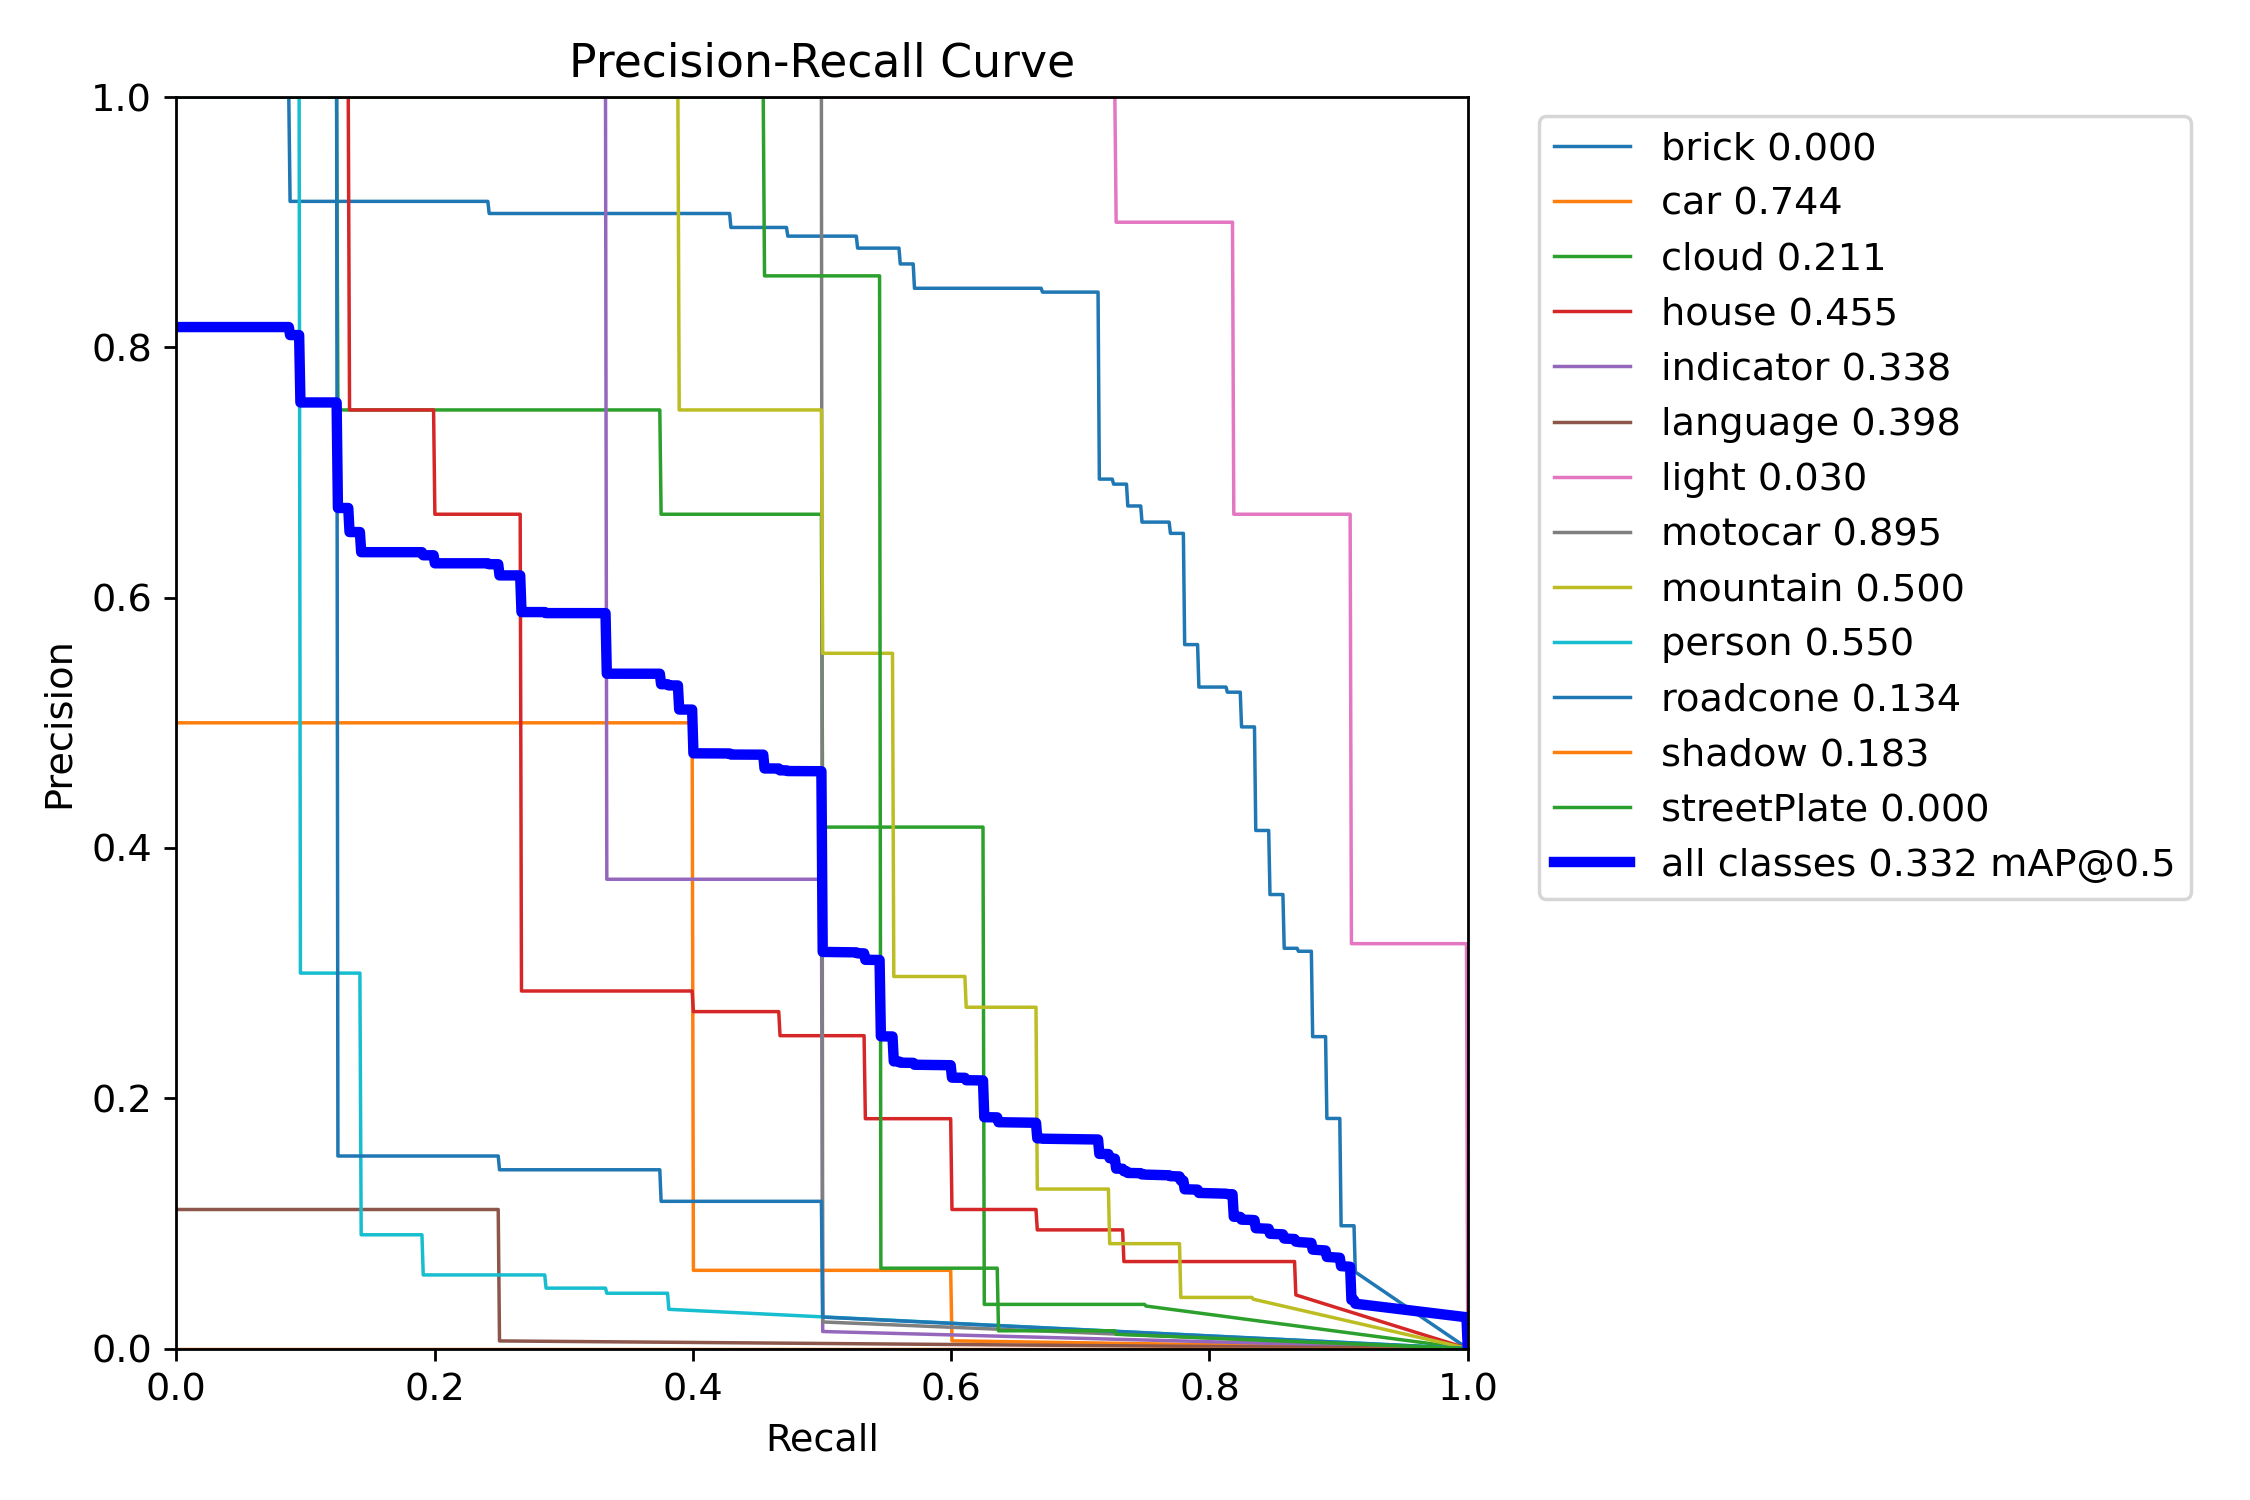 Precision-Recall Curve
1.0
0.8
0.6
0.4
0.2
0.0
Precision
0.0 0.2 0.4 0.6 0.8 1.0
Recall
brick 0.000
car 0.744
cloud 0.211
house 0.455
indicator 0.338
language 0.398
light 0.030
motocar 0.895
mountain 0.500
person 0.550
roadcone 0.134
shadow 0.183
streetPlate 0.000
all classes 0.332 mAP@0.5